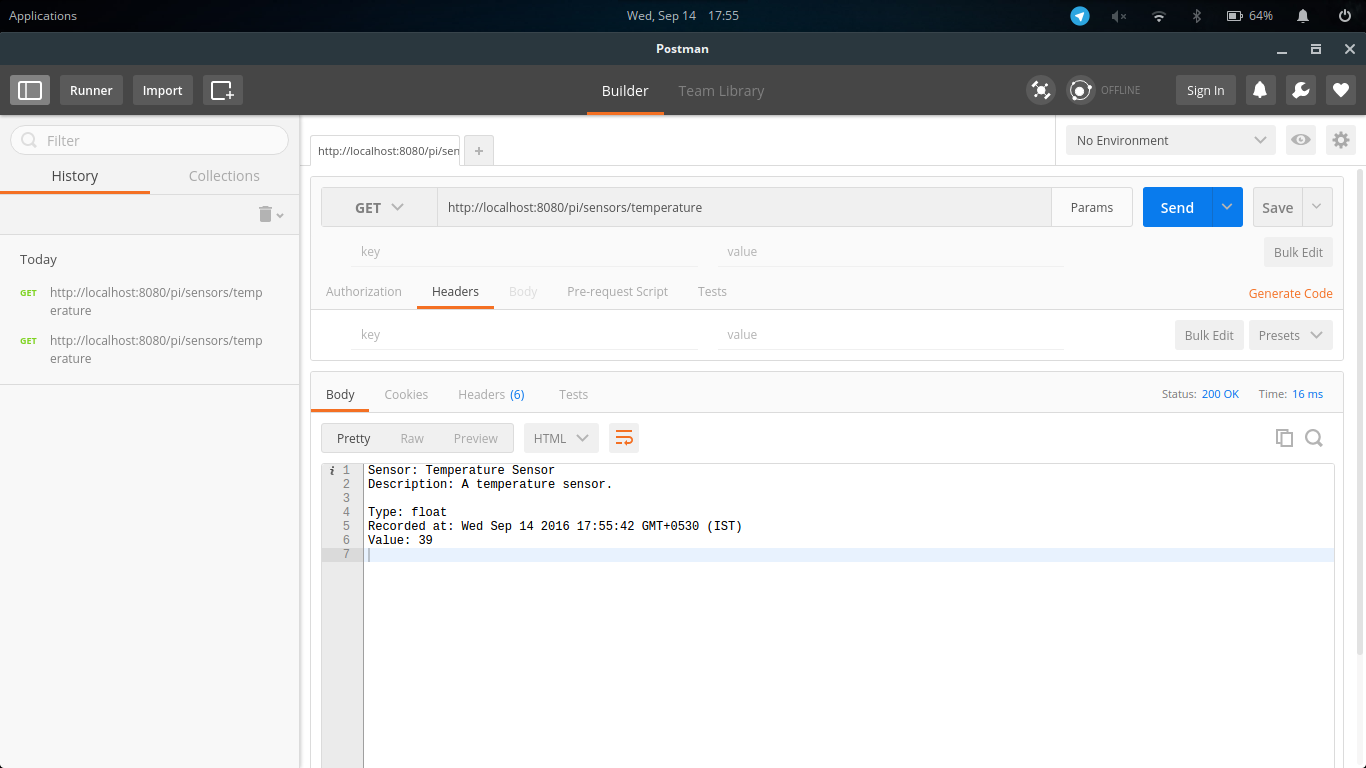 Applications
Wed, Sep 14 17:55
64%
Postman
Runner
Import
Builder
Team Library
OFFLINE
Sign In
Filter
History
Collections
Today
GET http://localhost:8080/pi/sensors/temp
erature
GET http://localhost:8080/pi/sensors/temp
erature
http://localhost:8080/pi/sen
+
No Environment
GET
http://localhost:8080/pi/sensors/temperature
Params
Send
Save
key
value
Bulk Edit
Authorization
Headers
Body
Pre-request Script
Tests
Generate Code
key
value
Bulk Edit
Presets
Body
Cookies
Headers (6)
Tests
Status: 200 OK
Time: 16 ms
Pretty
Raw
Preview
HTML
i 1 Sensor: Temperature Sensor
2 Description: A temperature sensor.
3
4 Type: float
5 Recorded at: Wed Sep 14 2016 17:55:42 GMT+0530 (IST)
6 Value: 39
7